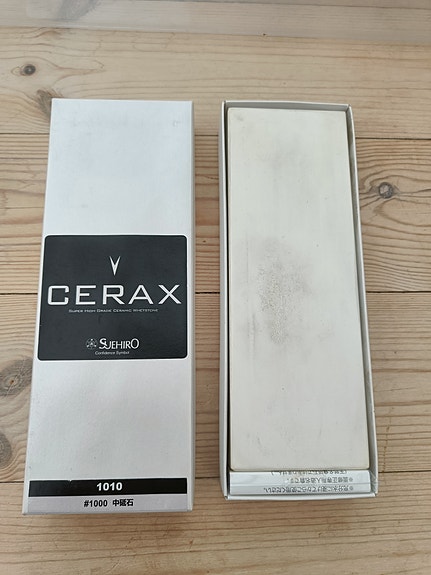 CERAX
SUPER HIGH GRADE CERAMIC WHETSTONE
SUEHIRO
Confidence Symbol
1010
#1000 中砥石